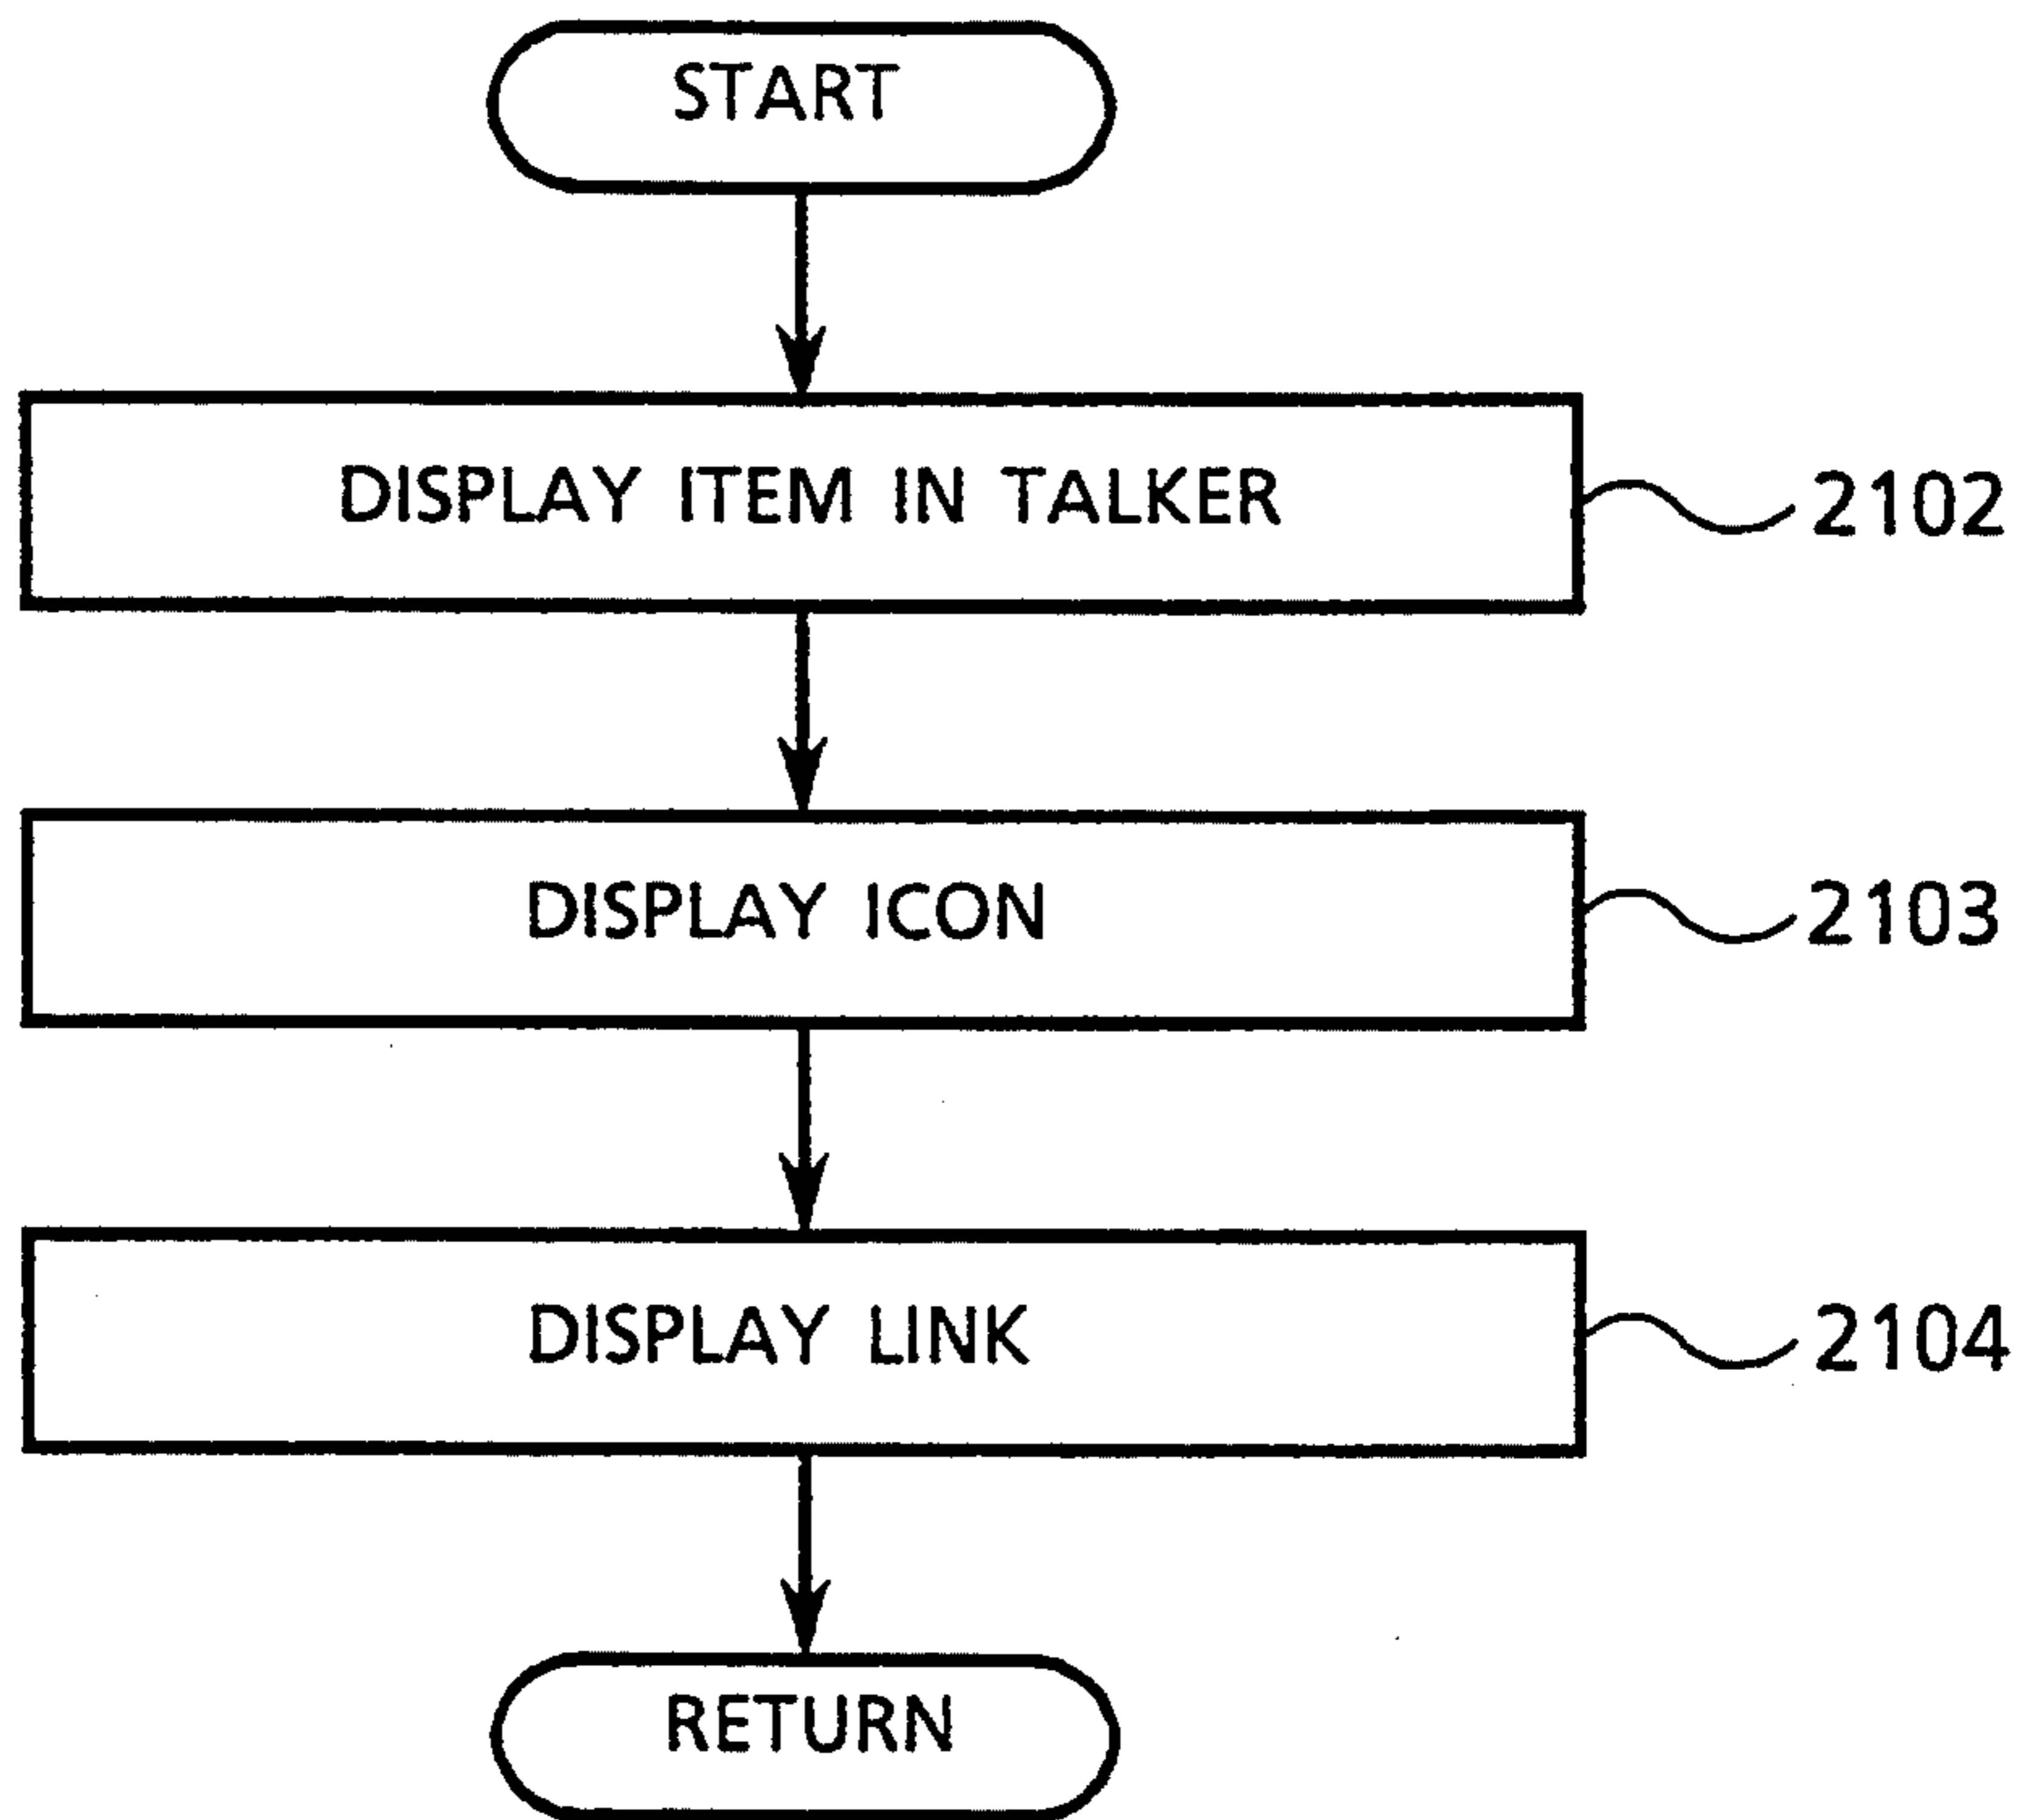 START
DISPLAY ITEM IN TALKER 2102
DISPLAY ICON 2103
DISPLAY LINK 2104
RETURN